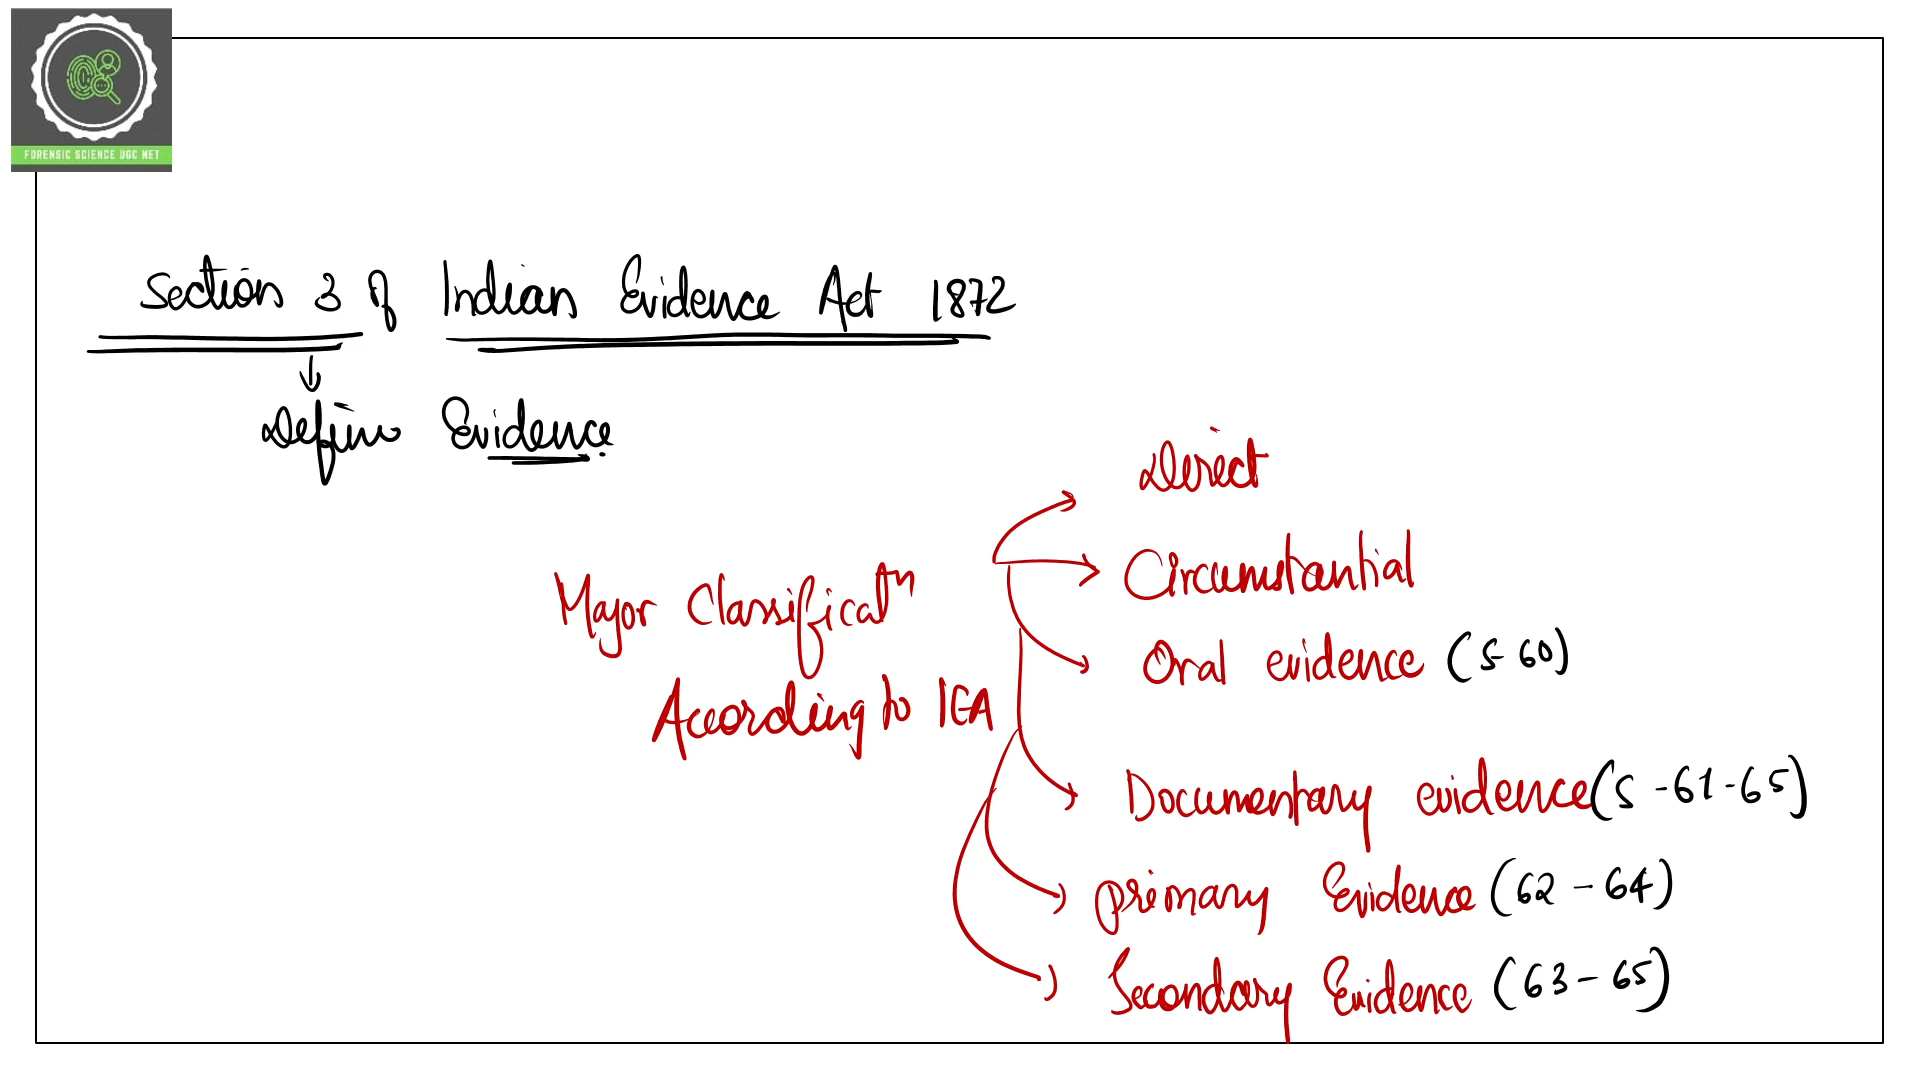 FORENSIC SCIENCE UGC NET
Section 3 of Indian Evidence Act 1872
Define Evidence
Direct
Circumstantial
Major Classificatn
Oral evidence (S-60)
According to IEA
Documentary evidence (S-61-65)
Primary Evidence (62-64)
Secondary Evidence (63-65)